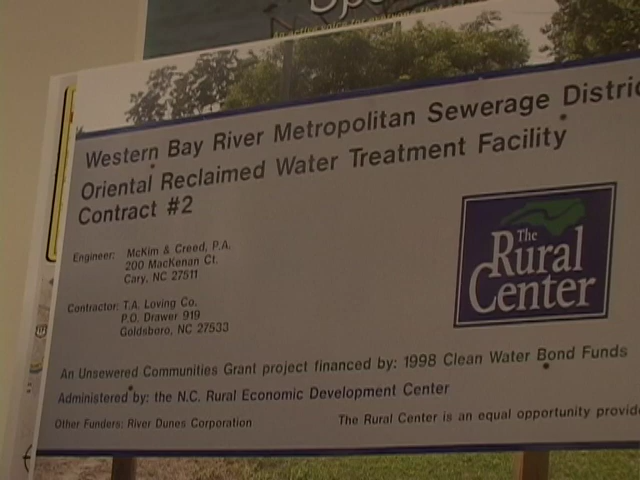 Western Bay River Metropolitan Sewerage Distric
Oriental Reclaimed Water Treatment Facility
Contract #2
Engineer: McKim & Creed, P.A.
200 MacKenan Ct.
Cary, NC 27511
The
Rural
Center
Contractor: T.A. Loving Co.
P.O. Drawer 919
Goldsboro, NC 27533
An Unsewered Communities Grant project financed by: 1998 Clean Water Bond Funds
Administered by: the N.C. Rural Economic Development Center
Other Funders: River Dunes Corporation
The Rural Center is an equal opportunity provide